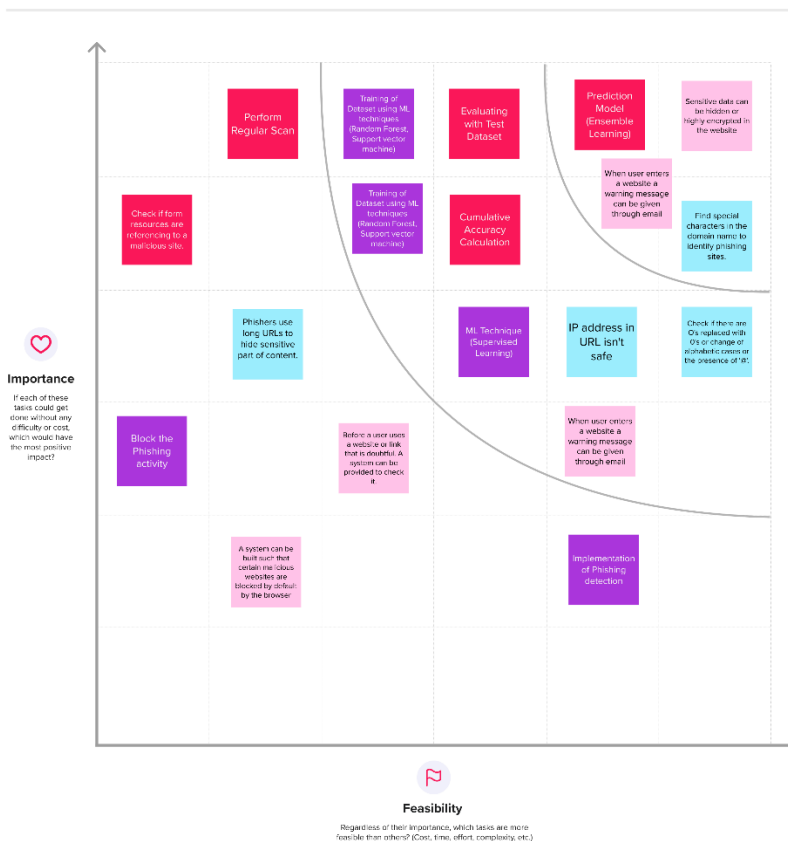 Perform
Regular Scan
Training of
Dataset using ML
techniques
(Random Forest,
Support vector
machine)
Evaluating
with Test
Dataset
Prediction
Model
(Ensemble
Learning)
Sensitive data can
be hidden or
highly encrypted in
the website
When user enters
a website a
warning message
can be given
through email
Check if form
resources are
referencing to a
malicious site.
Training of
Dataset using ML
techniques
(Random Forest,
Support vector
machine)
Cumulative
Accuracy
Calculation
Find special
characters in the
domain name to
identify phishing
sites.
Phishers use
long URLs to
hide sensitive
part of content.
ML Technique
(Supervised
Learning)
IP address in
URL isn't
safe
Check if there are
O's replaced with
0's or change of
alphabetic cases or
the presence of '@'.
Importance
If each of these
tasks could get
done without any
difficulty or cost,
which would have
the most positive
impact?
Block the
Phishing
activity
Before a user uses
a website or link
that is doubtful. A
system can be
provided to check
it.
When user enters
a website a
warning message
can be given
through email
A system can be
built such that
certain malicious
websites are
blocked by default
by the browser
Implementation
of Phishing
detection
Feasibility
Regardless of their importance, which tasks are more
feasible than others? (Cost, time, effort, complexity, etc.)